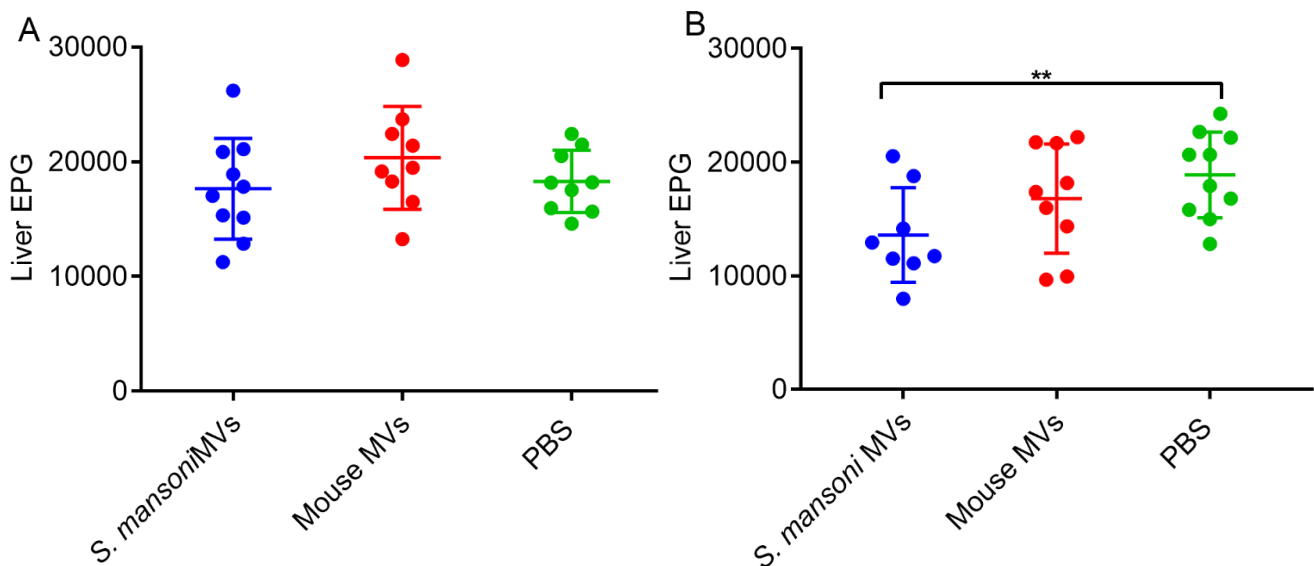 A
30000
20000
10000
0
Liver EPG
S. mansoniMVs
Mouse MVs
PBS
B
30000
**
20000
10000
0
Liver EPG
S. mansoni MVs
Mouse MVs
PBS